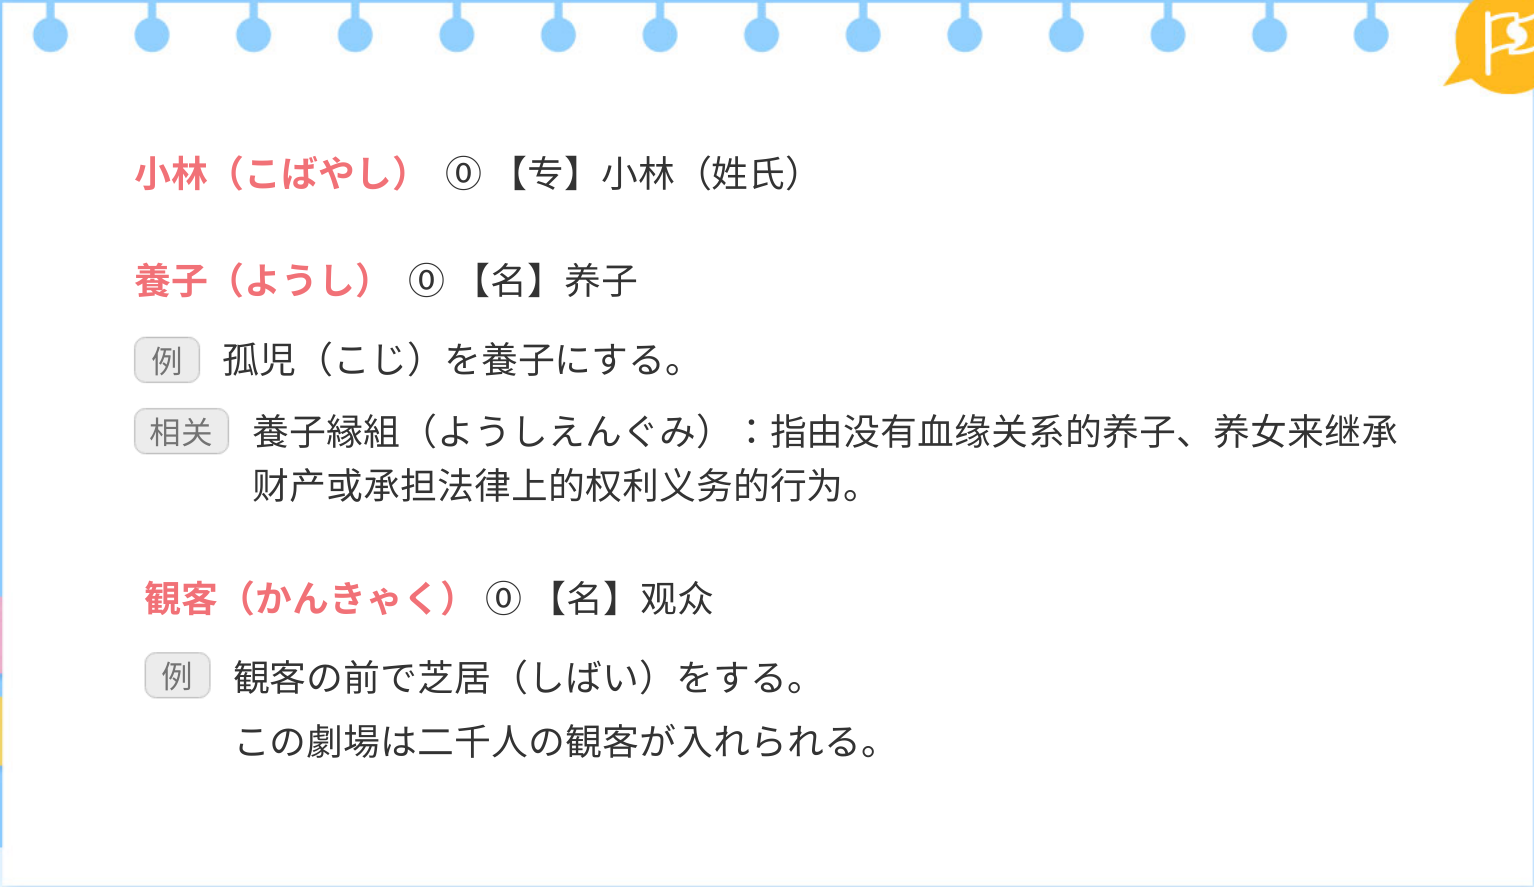 小林（こばやし） ⓪ 【专】小林（姓氏）
養子（ようし） ⓪ 【名】养子
例 孤児（こじ）を養子にする。
相关 養子縁組（ようしえんぐみ）：指由没有血缘关系的养子、养女来继承
财产或承担法律上的权利义务的行为。
観客（かんきゃく） ⓪ 【名】观众
例 観客の前で芝居（しばい）をする。
この劇場は二千人の観客が入れられる。